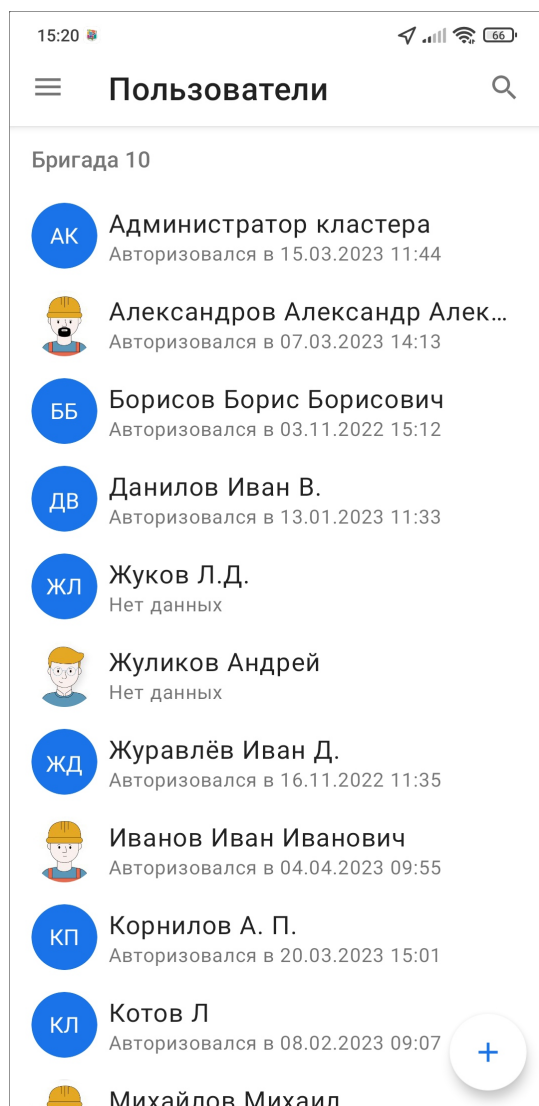 15:20
66
Пользователи
Бригада 10
АК
Администратор кластера
Авторизовался в 15.03.2023 11:44
Александров Александр Алек...
Авторизовался в 07.03.2023 14:13
ББ
Борисов Борис Борисович
Авторизовался в 03.11.2022 15:12
ДВ
Данилов Иван В.
Авторизовался в 13.01.2023 11:33
ЖЛ
Жуков Л.Д.
Нет данных
Жуликов Андрей
Нет данных
ЖД
Журавлёв Иван Д.
Авторизовался в 16.11.2022 11:35
Иванов Иван Иванович
Авторизовался в 04.04.2023 09:55
КП
Корнилов А. П.
Авторизовался в 20.03.2023 15:01
КЛ
Котов Л
Авторизовался в 08.02.2023 09:07
+
Михайлов Михаил